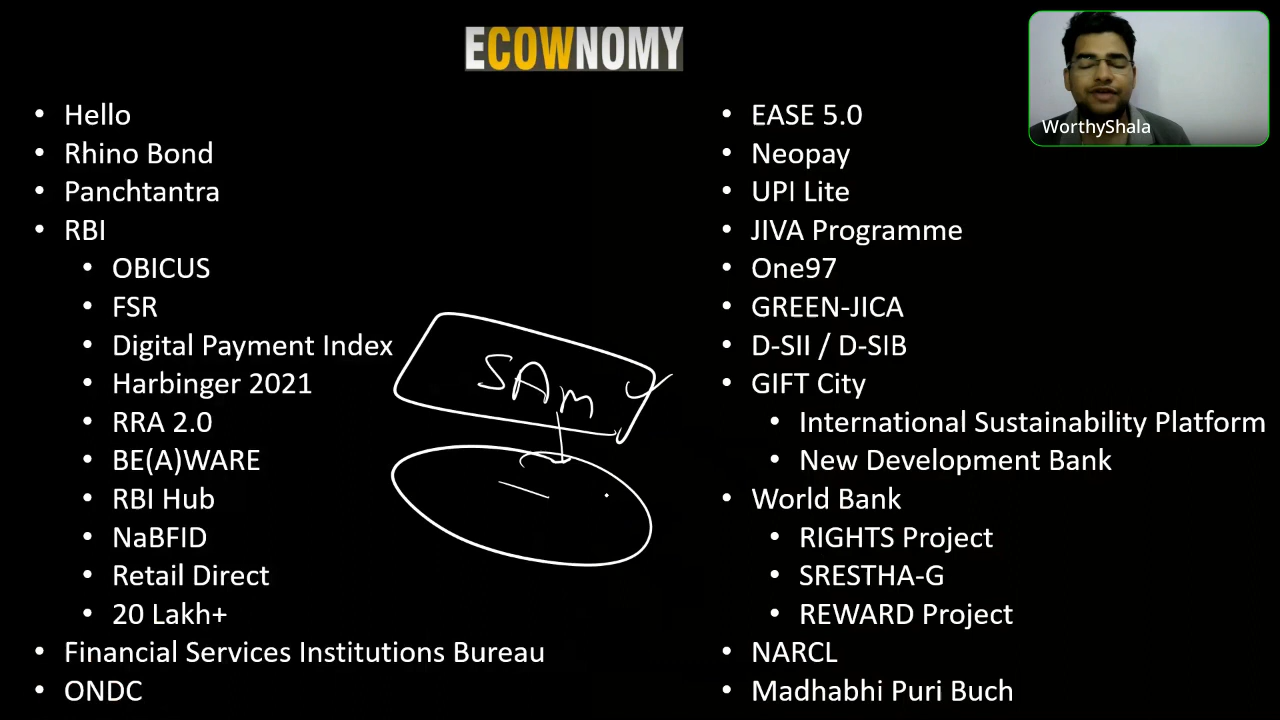 ECOWNOMY
Hello
Rhino Bond
Panchtantra
RBI
OBICUS
FSR
Digital Payment Index
Harbinger 2021
RRA 2.0
BE(A)WARE
RBI Hub
NaBFID
Retail Direct
20 Lakh+
Financial Services Institutions Bureau
ONDC
SAm
EASE 5.0
Neopay
UPI Lite
JIVA Programme
One97
GREEN-JICA
D-SII / D-SIB
GIFT City
International Sustainability Platform
New Development Bank
World Bank
RIGHTS Project
SRESTHA-G
REWARD Project
NARCL
Madhabhi Puri Buch
WorthyShala